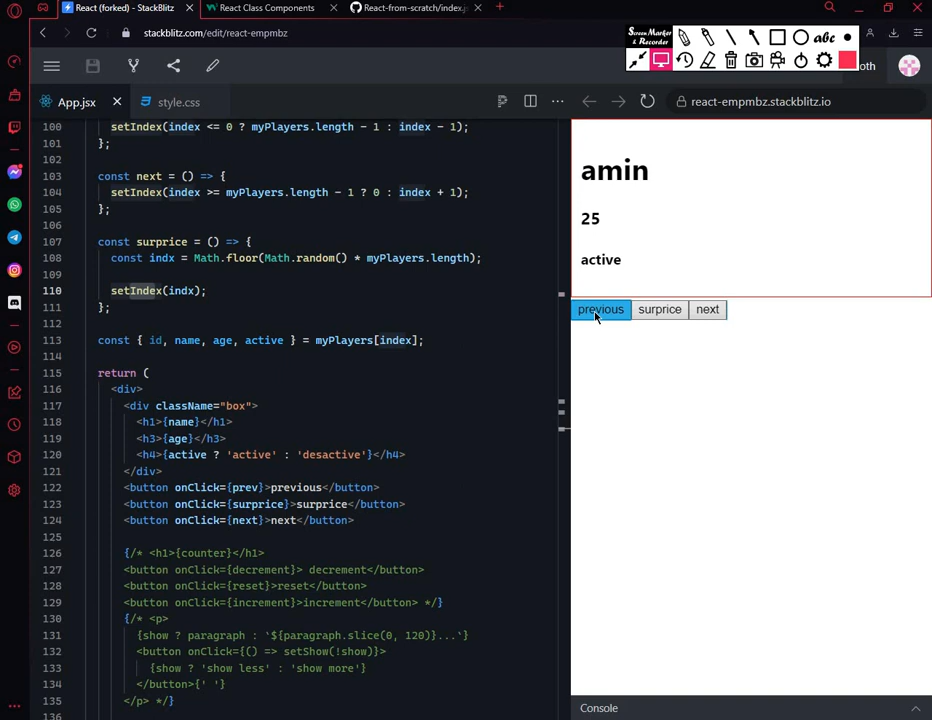 React (forked) - StackBlitz
React Class Components
React-from-scratch/index.j
stackblitz.com/edit/react-empmbz
Screen Marker
& Recorder
abc
oth
App.jsx
style.css
react-empmbz.stackblitz.io
100 setIndex(index <= 0 ? myPlayers.length - 1 : index - 1);
101 };
102
103 const next = () => {
104 setIndex(index >= myPlayers.length - 1 ? 0 : index + 1);
105 };
106
107 const surprice = () => {
108 const indx = Math.floor(Math.random() * myPlayers.length);
109
110 setIndex(indx);
111 };
112
113 const { id, name, age, active } = myPlayers[index];
114
115 return (
116 <div>
117 <div className="box">
118 <h1>{name}</h1>
119 <h3>{age}</h3>
120 <h4>{active ? 'active' : 'desactive'}</h4>
121 </div>
122 <button onClick={prev}>previous</button>
123 <button onClick={surprice}>surprice</button>
124 <button onClick={next}>next</button>
125
126 {/* <h1>{counter}</h1>
127 <button onClick={decrement}> decrement</button>
128 <button onClick={reset}>reset</button>
129 <button onClick={increment}>increment</button> */}
130 {/* <p>
131 {show ? paragraph : `${paragraph.slice(0, 120)}...`}
132 <button onClick={() => setShow(!show)}>
133 {show ? 'show less' : 'show more'}
134 </button>{' '}
135 </p> */}
136
amin
25
active
previous surprice next
Console